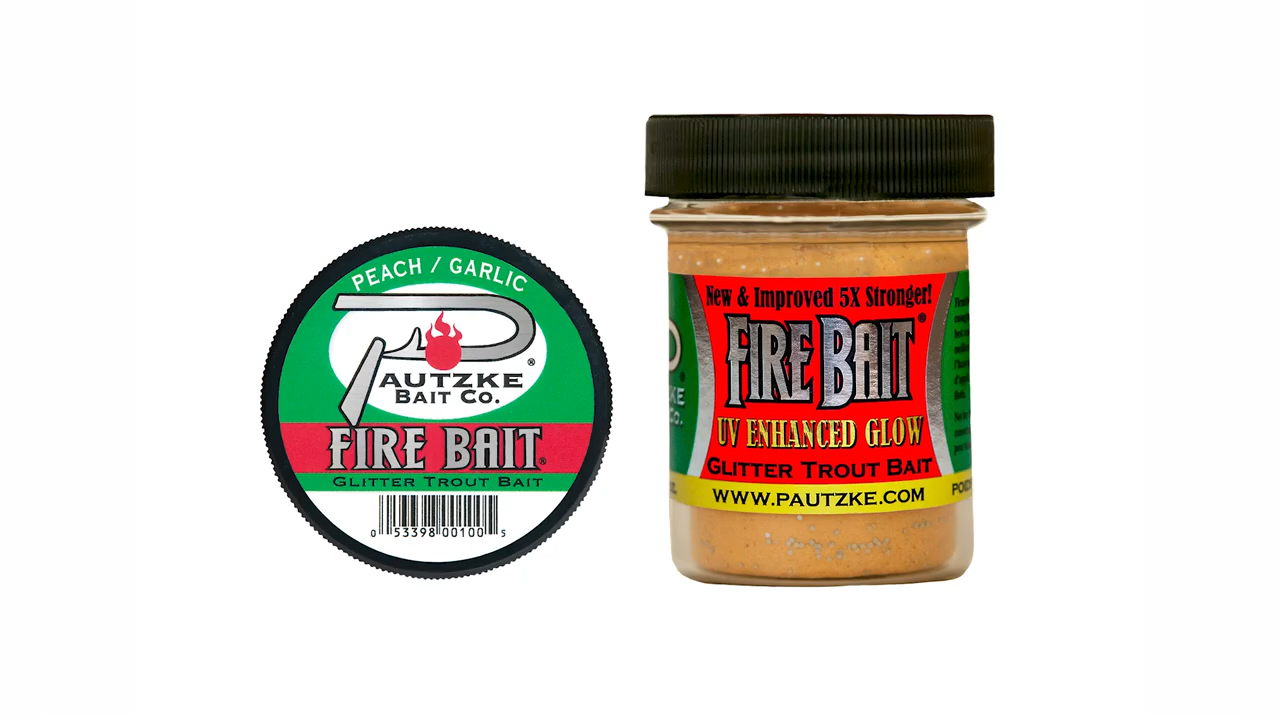 PEACH / GARLIC
PAUTZKE®
BAIT CO.
FIRE BAIT®
GLITTER TROUT BAIT
0 53398 00100 5
New & Improved 5X Stronger!
FIRE BAIT®
UV ENHANCED GLOW
GLITTER TROUT BAIT
WWW.PAUTZKE.COM